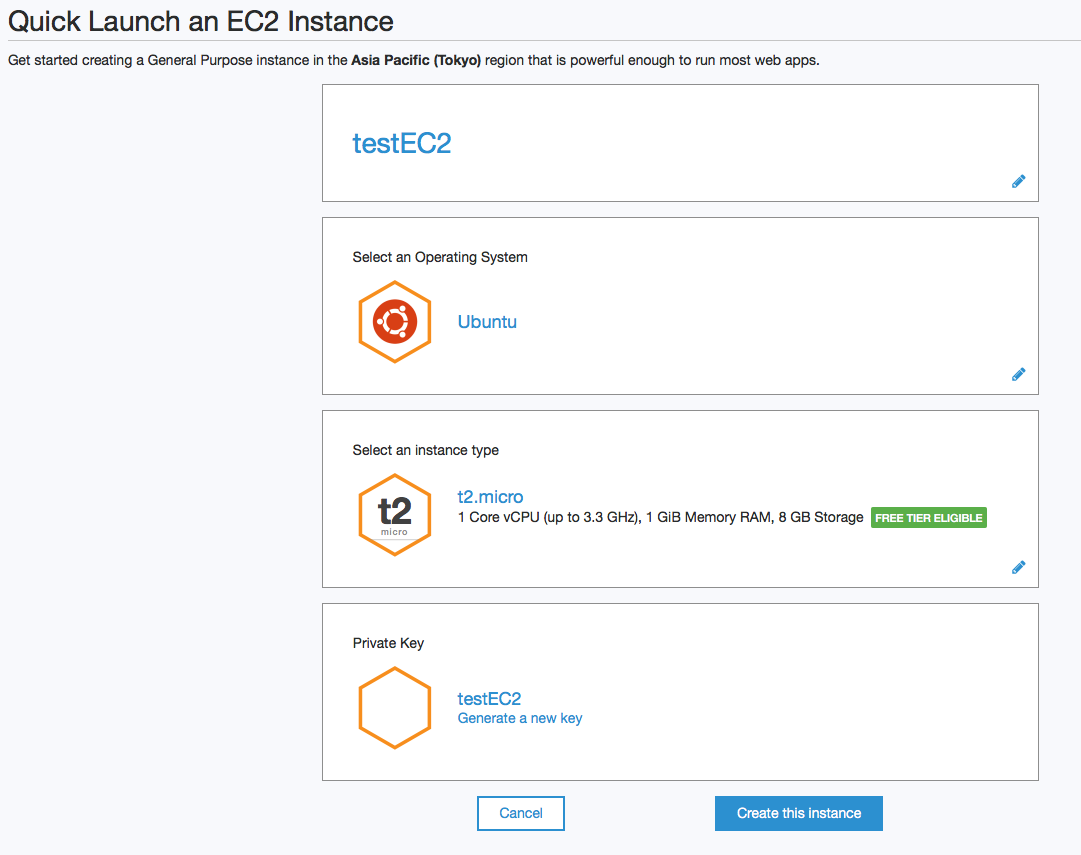 Quick Launch an EC2 Instance
Get started creating a General Purpose instance in the Asia Pacific (Tokyo) region that is powerful enough to run most web apps.
testEC2
Select an Operating System
Ubuntu
Select an instance type
t2
micro
t2.micro
1 Core vCPU (up to 3.3 GHz), 1 GiB Memory RAM, 8 GB Storage FREE TIER ELIGIBLE
Private Key
testEC2
Generate a new key
Cancel Create this instance